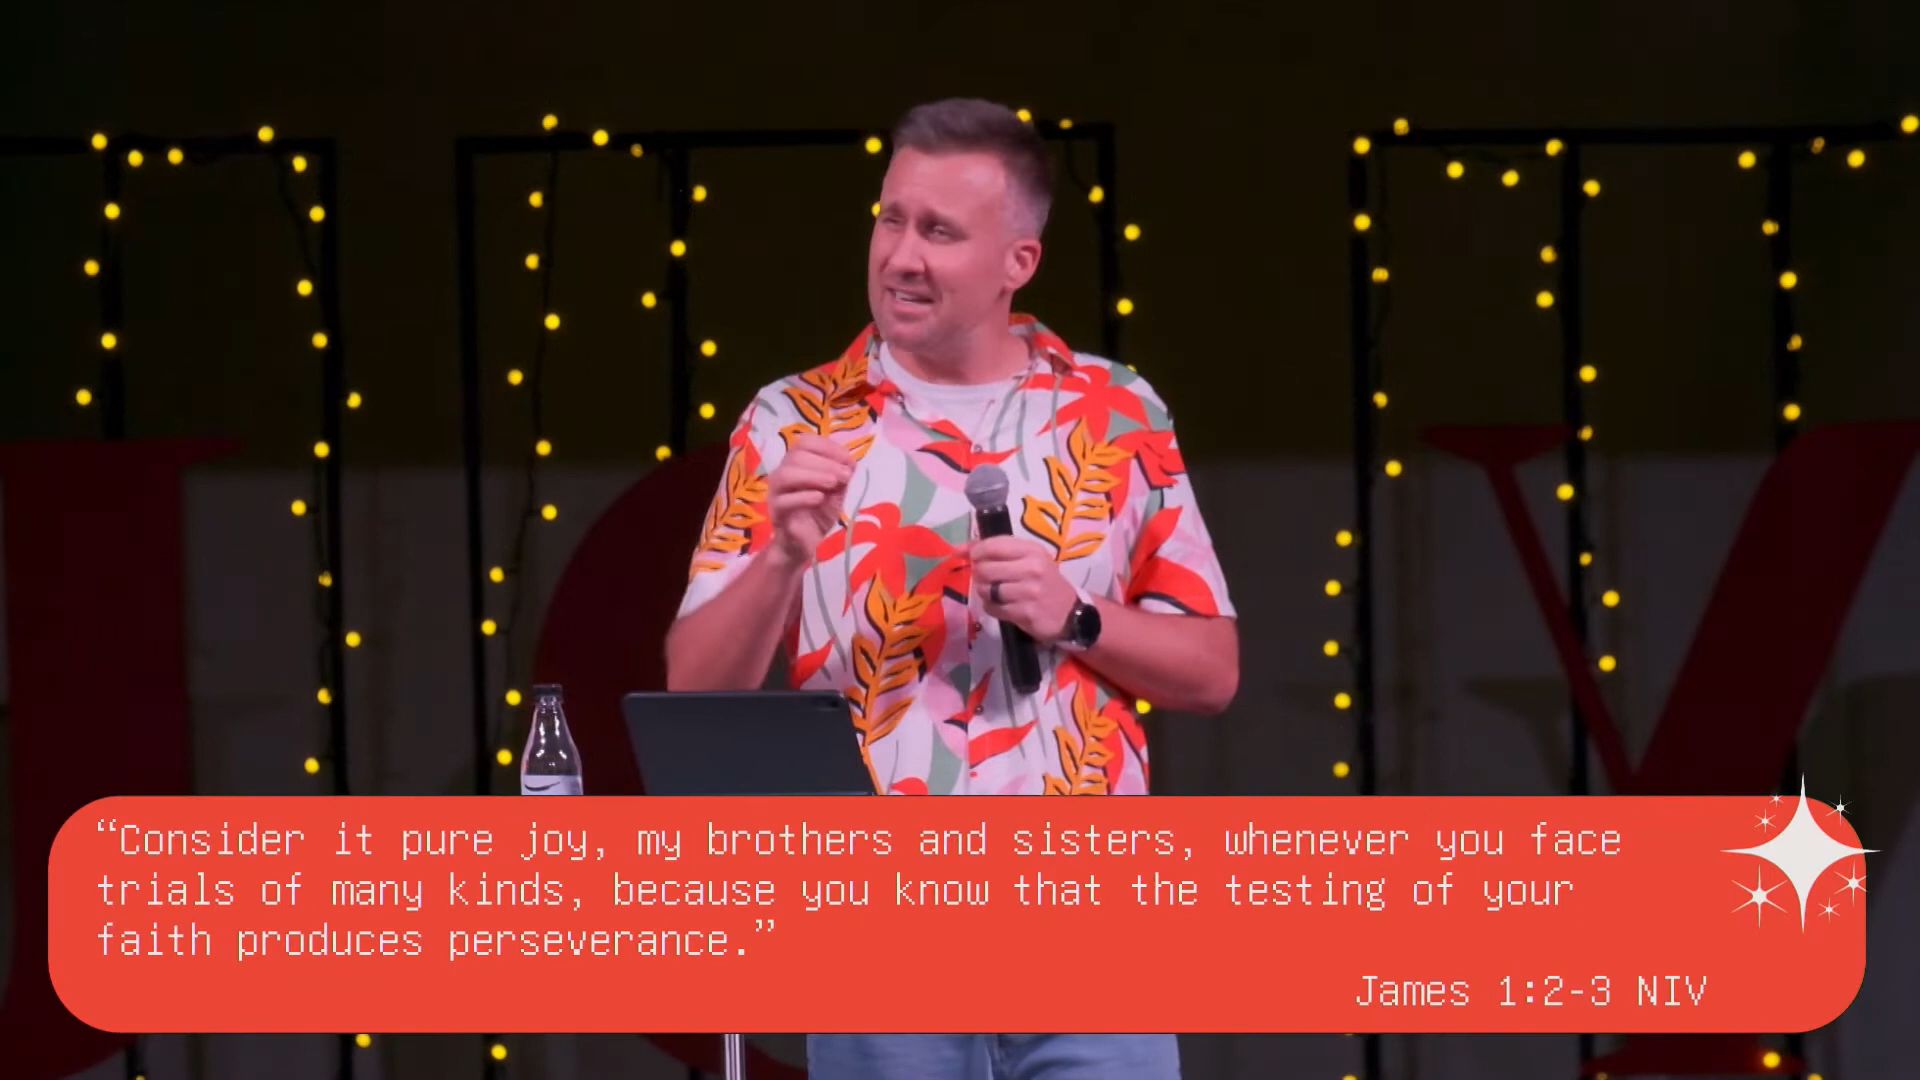 JOY
“Consider it pure joy, my brothers and sisters, whenever you face
trials of many kinds, because you know that the testing of your
faith produces perseverance.”
James 1:2-3 NIV